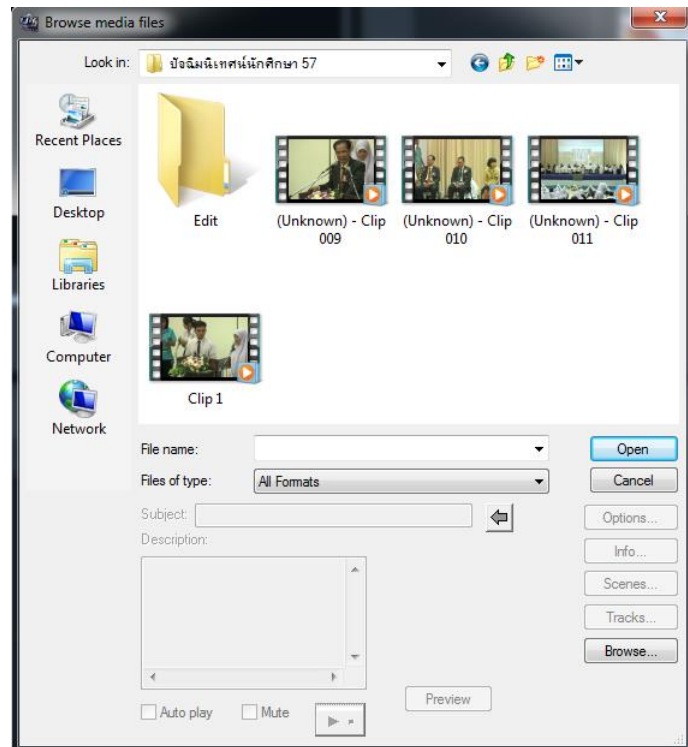 Browse media files
Look in:
ปัจฉิมนิเทศน์นักศึกษา 57
Recent Places
Desktop
Libraries
Computer
Network
Edit
(Unknown) - Clip
009
(Unknown) - Clip
010
(Unknown) - Clip
011
Clip 1
File name:
Open
Files of type:
All Formats
Cancel
Subject:
Options...
Description:
Info...
Scenes...
Tracks...
Browse...
Auto play
Mute
Preview